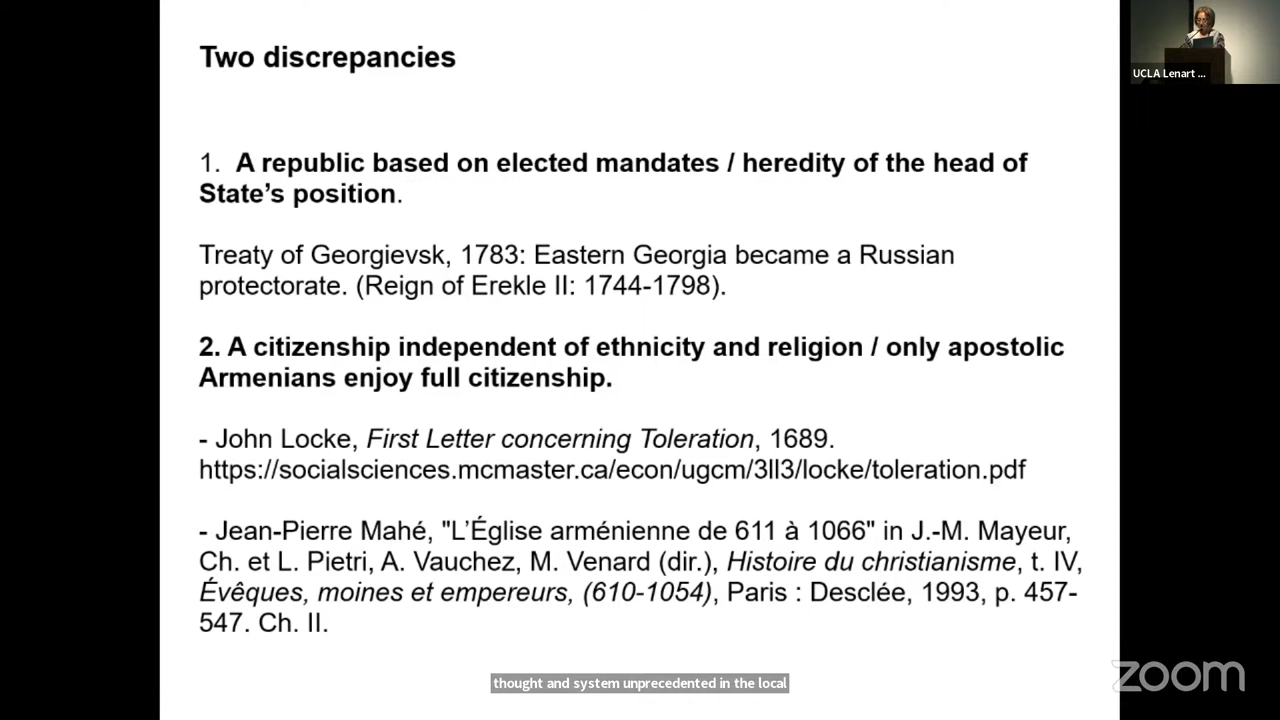 Two discrepancies
UCLA Lenart ...
1. A republic based on elected mandates / heredity of the head of
State’s position.
Treaty of Georgievsk, 1783: Eastern Georgia became a Russian
protectorate. (Reign of Erekle II: 1744-1798).
2. A citizenship independent of ethnicity and religion / only apostolic
Armenians enjoy full citizenship.
- John Locke, First Letter concerning Toleration, 1689.
https://socialsciences.mcmaster.ca/econ/ugcm/3ll3/locke/toleration.pdf
- Jean-Pierre Mahé, "L’Église arménienne de 611 à 1066" in J.-M. Mayeur,
Ch. et L. Pietri, A. Vauchez, M. Venard (dir.), Histoire du christianisme, t. IV,
Évêques, moines et empereurs, (610-1054), Paris : Desclée, 1993, p. 457-
547. Ch. II.
thought and system unprecedented in the local
zoom